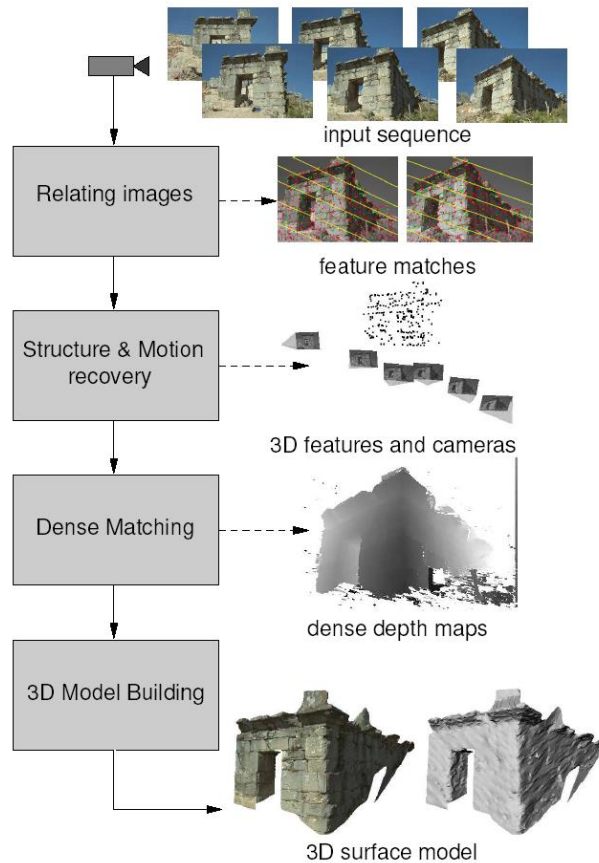 input sequence
Relating images
feature matches
Structure & Motion
recovery
3D features and cameras
Dense Matching
dense depth maps
3D Model Building
3D surface model